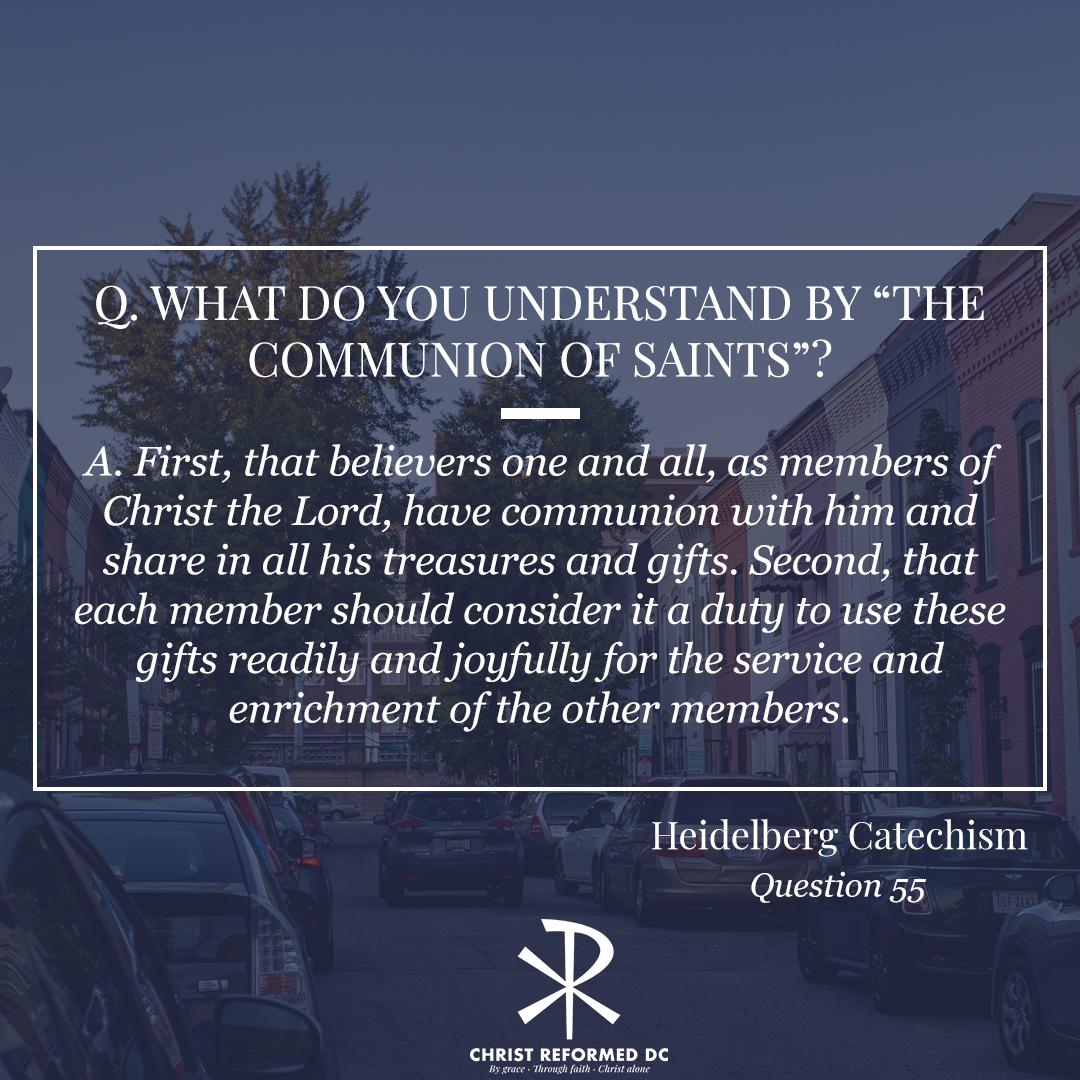 Q. WHAT DO YOU UNDERSTAND BY “THE
COMMUNION OF SAINTS”?
A. First, that believers one and all, as members of
Christ the Lord, have communion with him and
share in all his treasures and gifts. Second, that
each member should consider it a duty to use these
gifts readily and joyfully for the service and
enrichment of the other members.
Heidelberg Catechism
Question 55
CHRIST REFORMED DC
By grace · Through faith · Christ alone